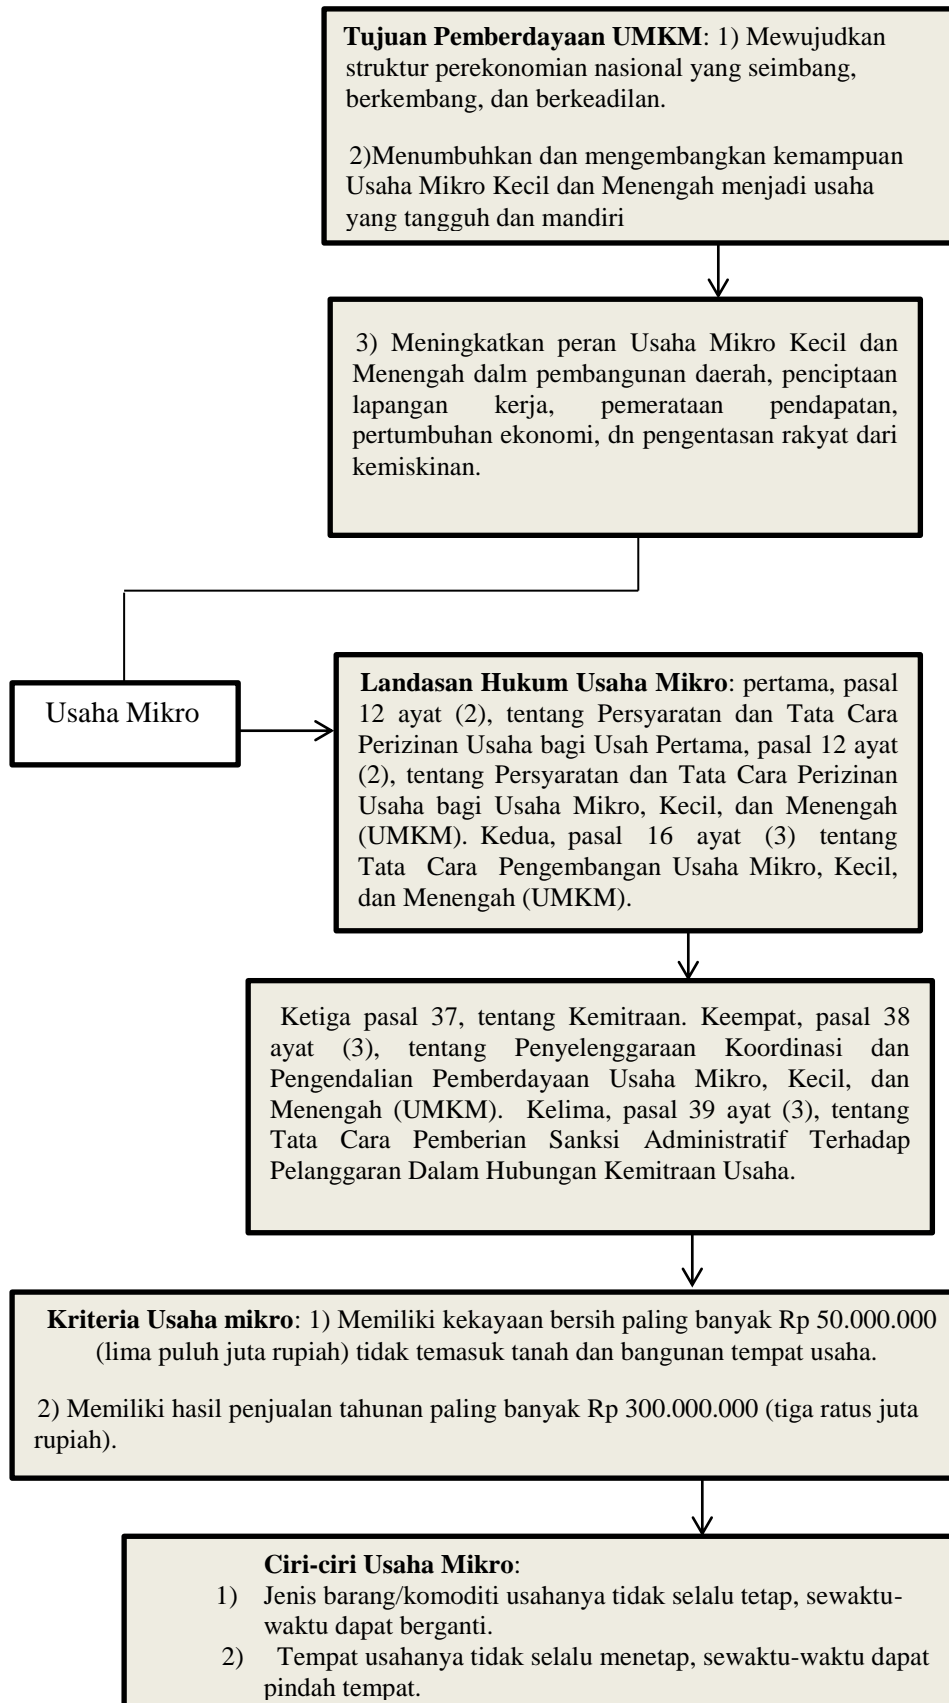 Tujuan Pemberdayaan UMKM: 1) Mewujudkan
struktur perekonomian nasional yang seimbang,
berkembang, dan berkeadilan.
2)Menumbuhkan dan mengembangkan kemampuan
Usaha Mikro Kecil dan Menengah menjadi usaha
yang tangguh dan mandiri
3) Meningkatkan peran Usaha Mikro Kecil dan
Menengah dalm pembangunan daerah, penciptaan
lapangan kerja, pemerataan pendapatan,
pertumbuhan ekonomi, dn pengentasan rakyat dari
kemiskinan.
Usaha Mikro
Landasan Hukum Usaha Mikro: pertama, pasal
12 ayat (2), tentang Persyaratan dan Tata Cara
Perizinan Usaha bagi Usah Pertama, pasal 12 ayat
(2), tentang Persyaratan dan Tata Cara Perizinan
Usaha bagi Usaha Mikro, Kecil, dan Menengah
(UMKM). Kedua, pasal 16 ayat (3) tentang
Tata Cara Pengembangan Usaha Mikro, Kecil,
dan Menengah (UMKM).
Ketiga pasal 37, tentang Kemitraan. Keempat, pasal 38
ayat (3), tentang Penyelenggaraan Koordinasi dan
Pengendalian Pemberdayaan Usaha Mikro, Kecil, dan
Menengah (UMKM). Kelima, pasal 39 ayat (3), tentang
Tata Cara Pemberian Sanksi Administratif Terhadap
Pelanggaran Dalam Hubungan Kemitraan Usaha.
Kriteria Usaha mikro: 1) Memiliki kekayaan bersih paling banyak Rp 50.000.000
(lima puluh juta rupiah) tidak temasuk tanah dan bangunan tempat usaha.
2) Memiliki hasil penjualan tahunan paling banyak Rp 300.000.000 (tiga ratus juta
rupiah).
Ciri-ciri Usaha Mikro:
1) Jenis barang/komoditi usahanya tidak selalu tetap, sewaktu-
waktu dapat berganti.
2) Tempat usahanya tidak selalu menetap, sewaktu-waktu dapat
pindah tempat.